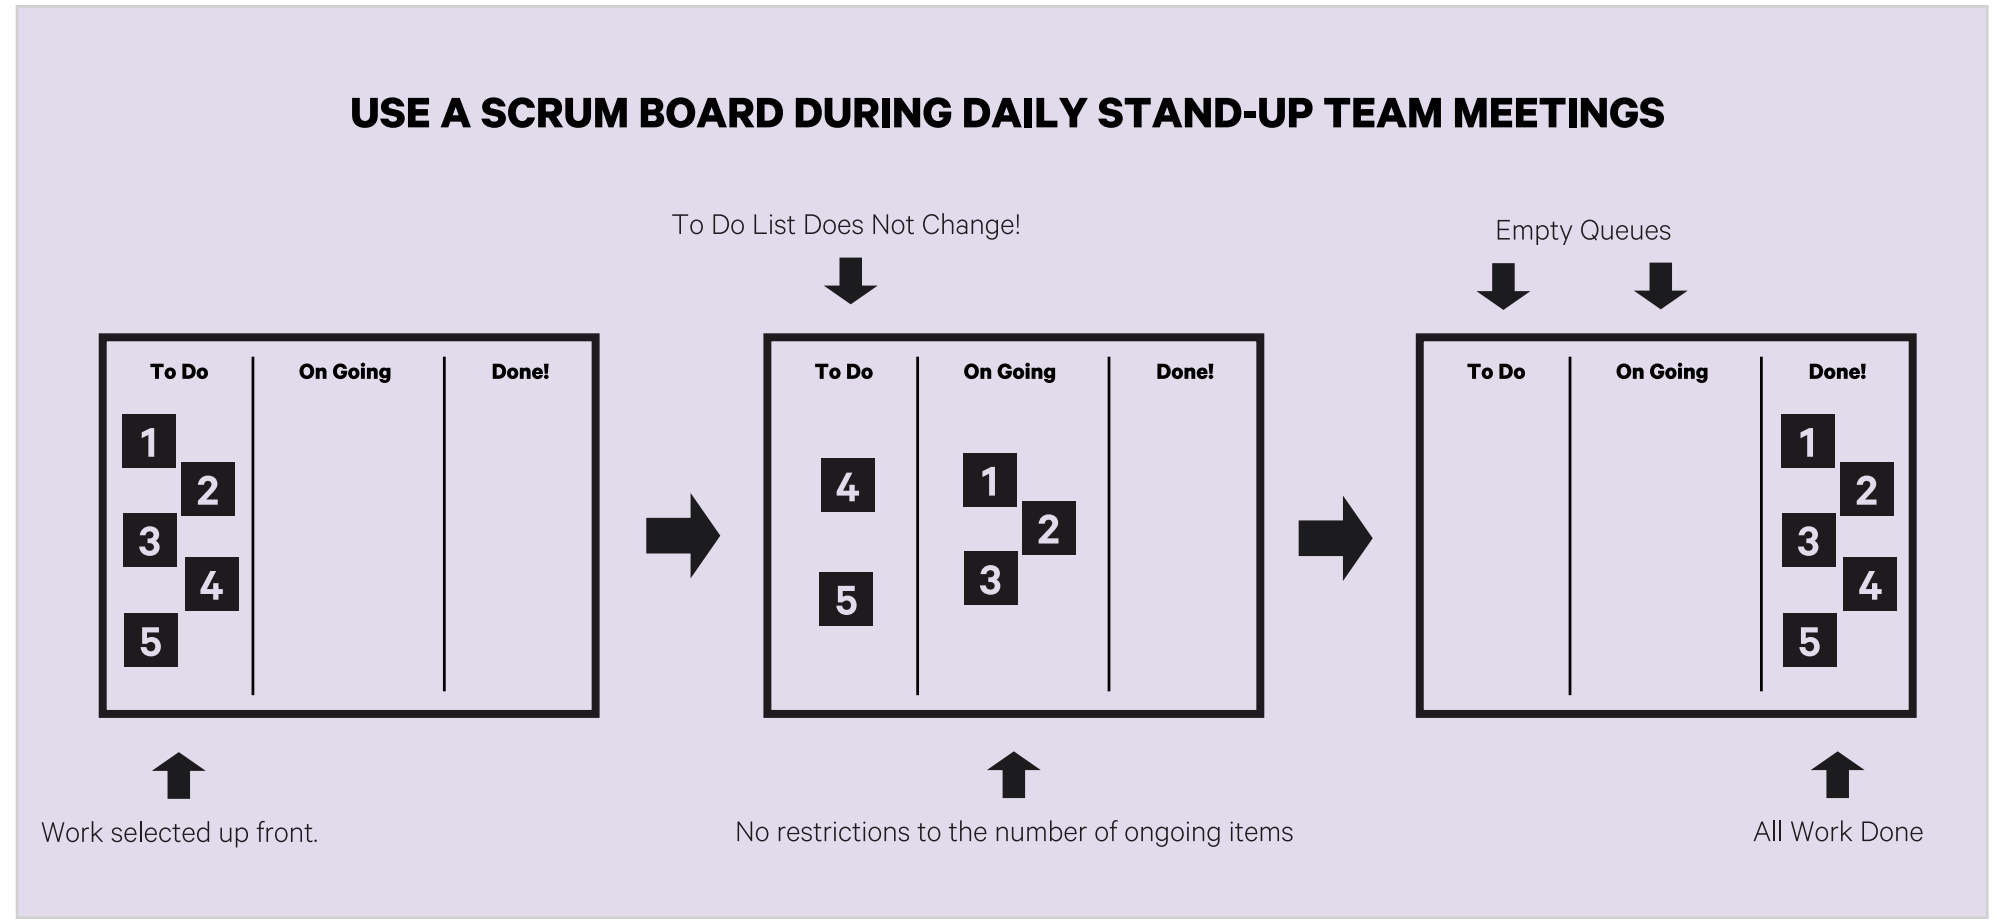 USE A SCRUM BOARD DURING DAILY STAND-UP TEAM MEETINGS
To Do List Does Not Change!
Empty Queues
To Do On Going Done!
1
2
3
4
5
To Do On Going Done!
4
5
1
2
3
To Do On Going Done!
1
2
3
4
5
Work selected up front.
No restrictions to the number of ongoing items
All Work Done